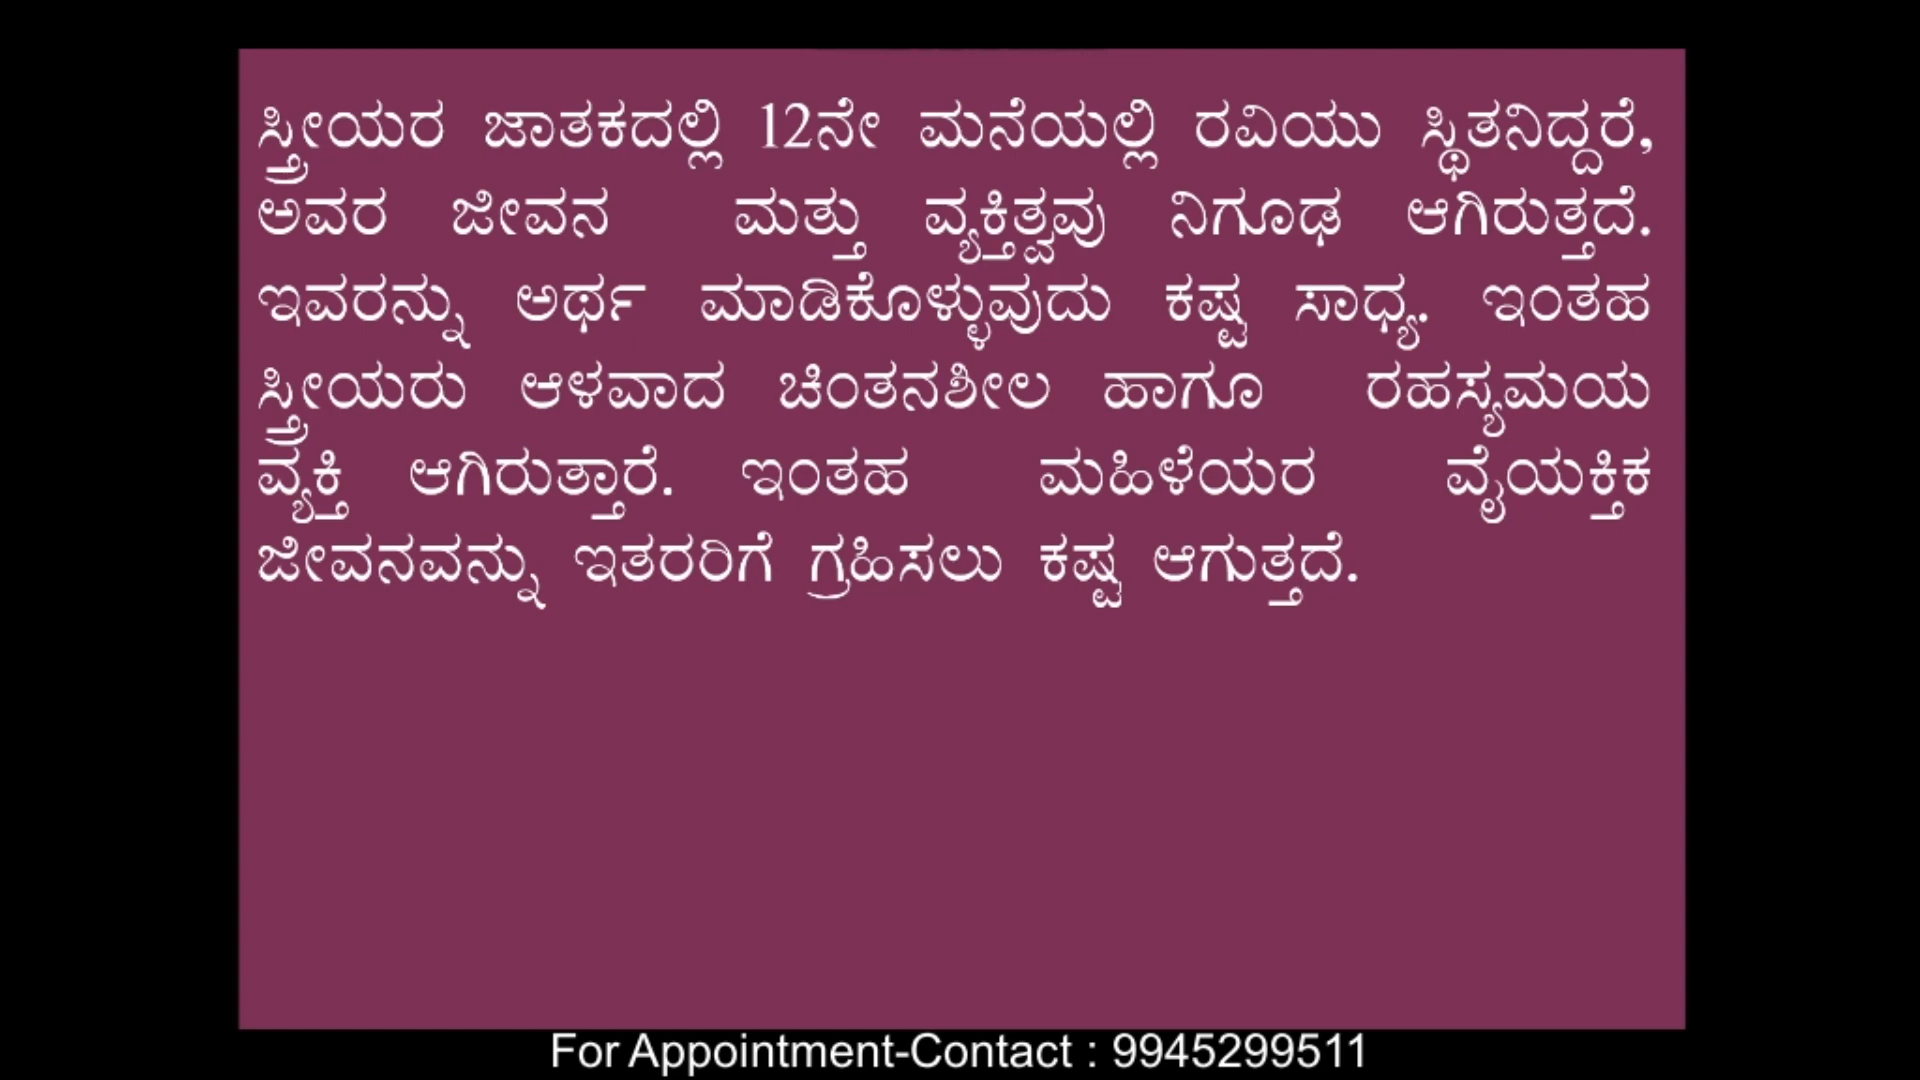 ಸ್ತ್ರೀಯರ ಜಾತಕದಲ್ಲಿ 12ನೇ ಮನೆಯಲ್ಲಿ ರವಿಯು ಸ್ಥಿತನಿದ್ದರೆ,
ಅವರ ಜೀವನ ಮತ್ತು ವ್ಯಕ್ತಿತ್ವವು ನಿಗೂಢ ಆಗಿರುತ್ತದೆ.
ಇವರನ್ನು ಅರ್ಥ ಮಾಡಿಕೊಳ್ಳುವುದು ಕಷ್ಟ ಸಾಧ್ಯ. ಇಂತಹ
ಸ್ತ್ರೀಯರು ಆಳವಾದ ಚಿಂತನಶೀಲ ಹಾಗೂ ರಹಸ್ಯಮಯ
ವ್ಯಕ್ತಿ ಆಗಿರುತ್ತಾರೆ. ಇಂತಹ ಮಹಿಳೆಯರ ವೈಯಕ್ತಿಕ
ಜೀವನವನ್ನು ಇತರರಿಗೆ ಗ್ರಹಿಸಲು ಕಷ್ಟ ಆಗುತ್ತದೆ.
For Appointment-Contact : 9945299511